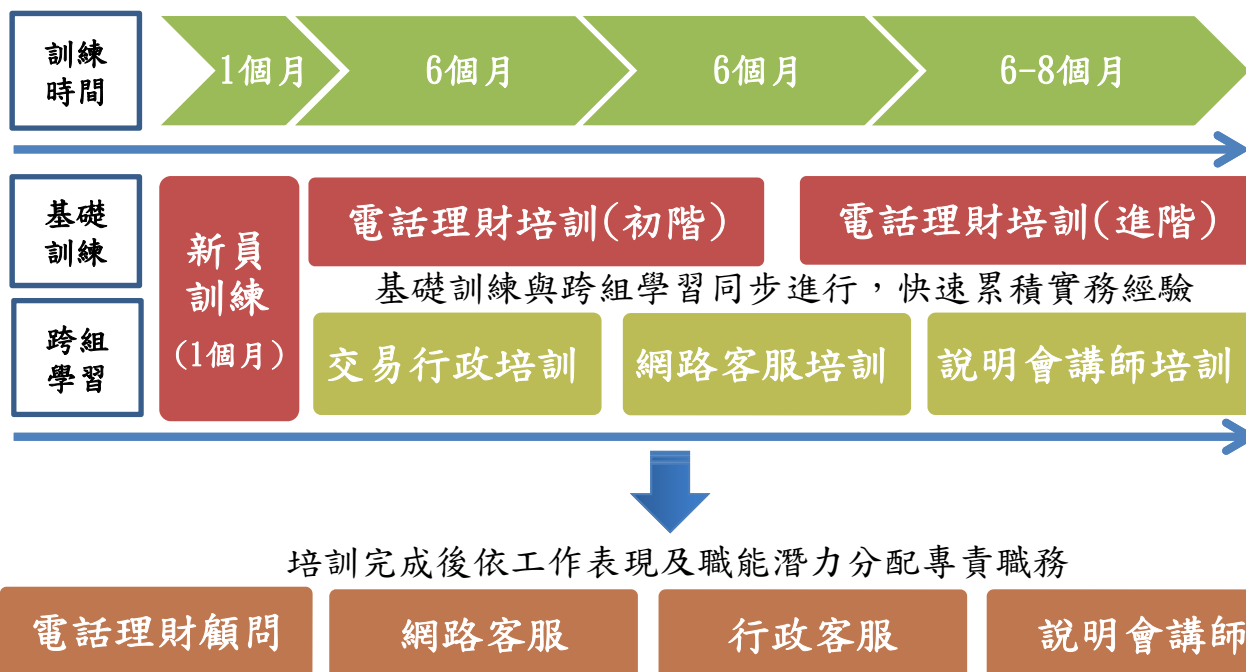 訓練
時間
1個月
6個月
6個月
6-8個月
基礎
訓練
新員
訓練
(1個月)
電話理財培訓(初階)
電話理財培訓(進階)
基礎訓練與跨組學習同步進行，快速累積實務經驗
跨組
學習
交易行政培訓
網路客服培訓
說明會講師培訓
培訓完成後依工作表現及職能潛力分配專責職務
電話理財顧問
網路客服
行政客服
說明會講師